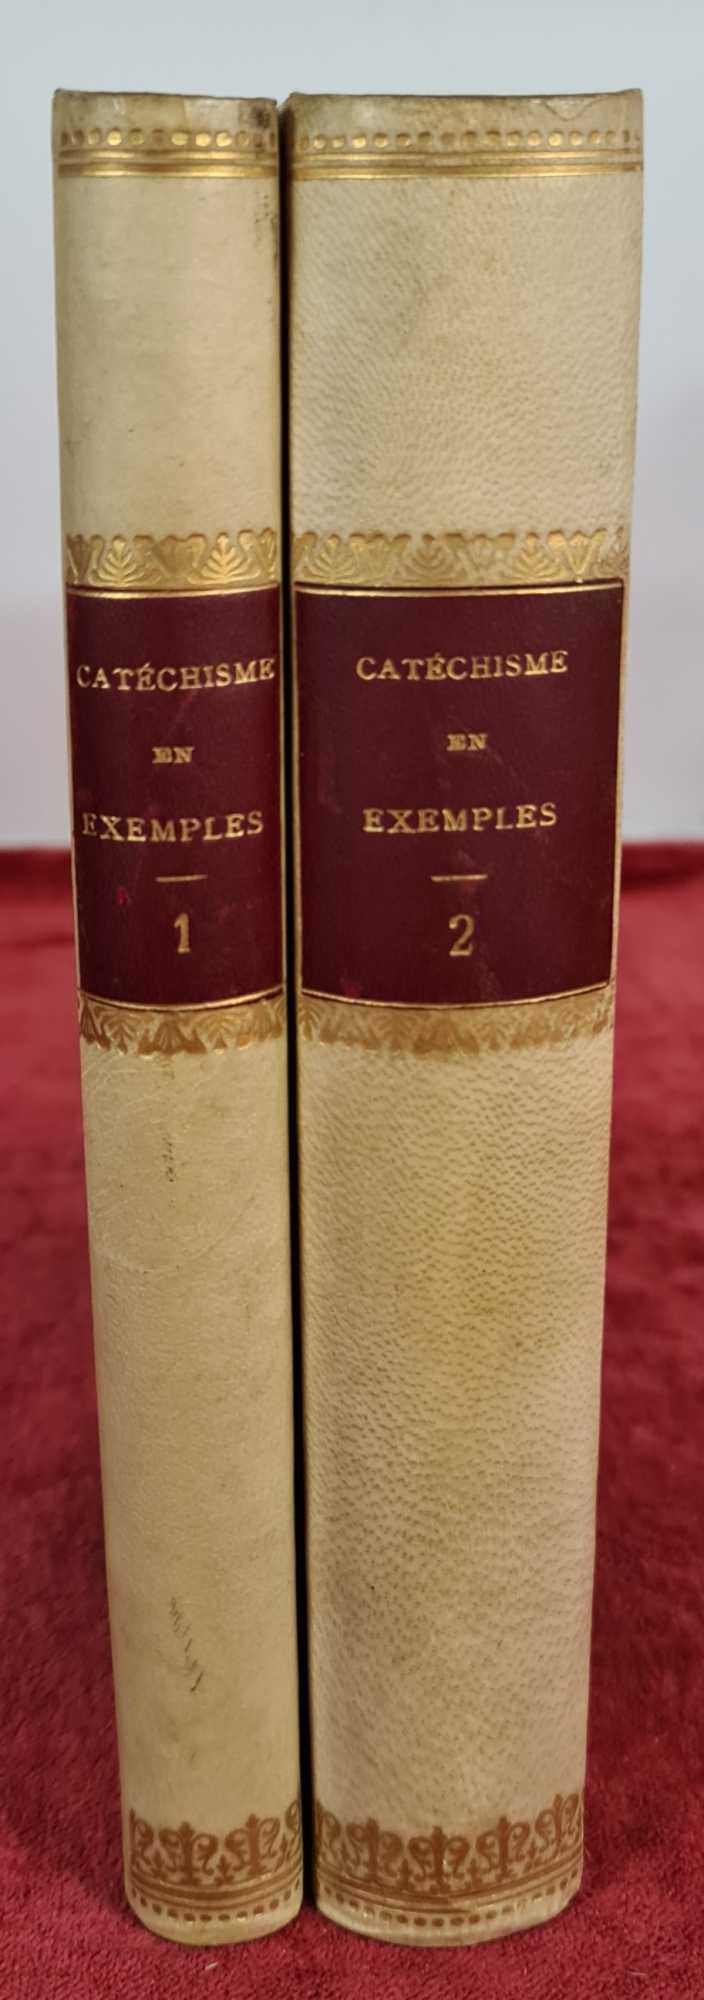 CATÉCHISME
EN
EXEMPLES
1
CATÉCHISME
EN
EXEMPLES
2